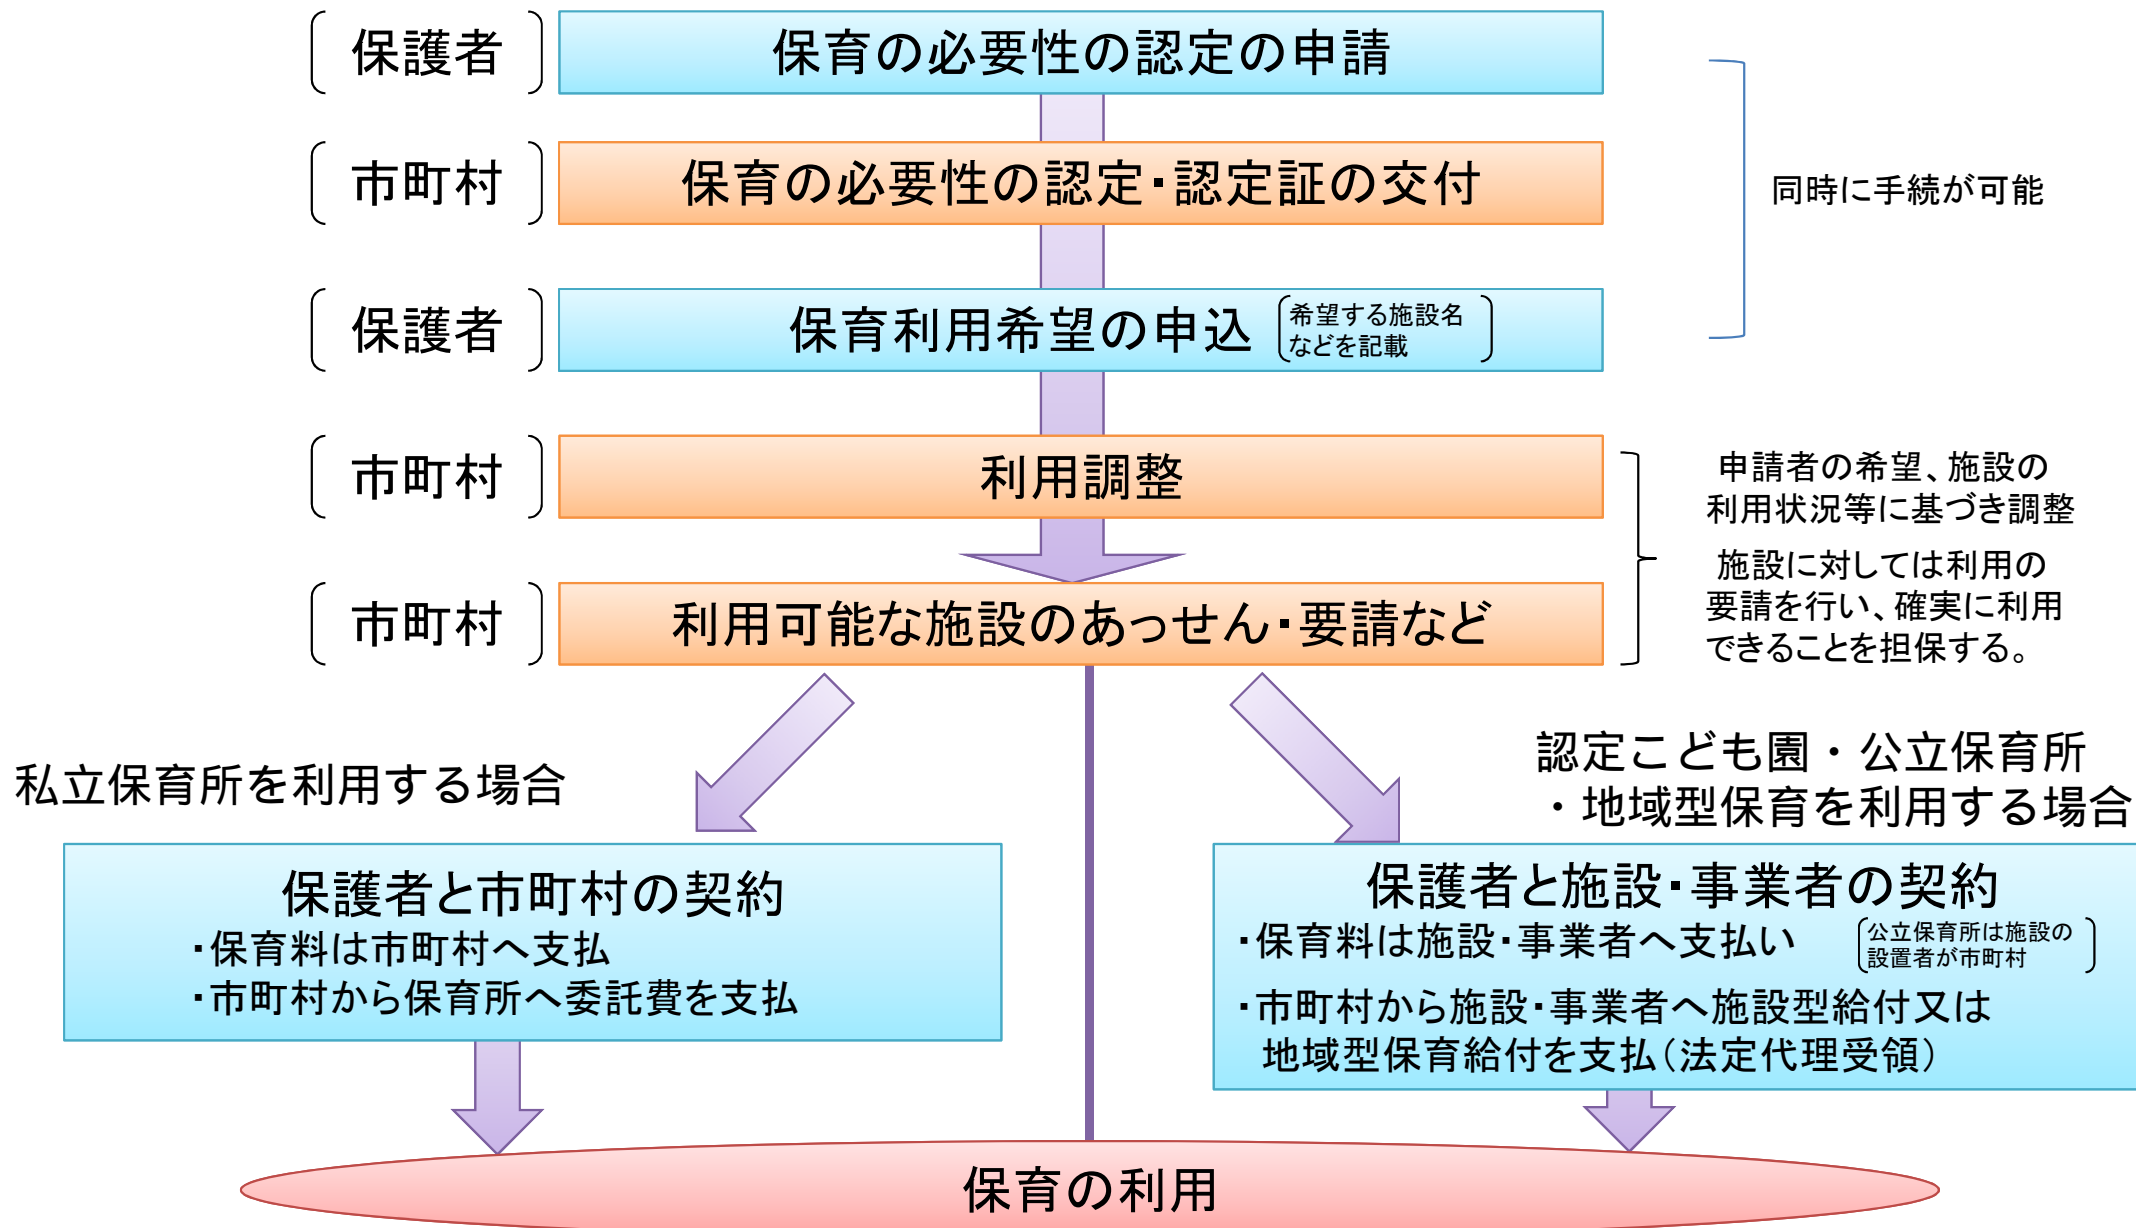 保護者
保育の必要性の認定の申請
市町村
保育の必要性の認定・認定証の交付
同時に手続が可能
保護者
保育利用希望の申込
希望する施設名
などを記載
市町村
利用調整
申請者の希望、施設の
利用状況等に基づき調整
施設に対しては利用の
要請を行い、確実に利用
できることを担保する。
市町村
利用可能な施設のあっせん・要請など
私立保育所を利用する場合
認定こども園・公立保育所
・地域型保育を利用する場合
保護者と市町村の契約
・保育料は市町村へ支払
・市町村から保育所へ委託費を支払
保護者と施設・事業者の契約
・保育料は施設・事業者へ支払い
公立保育所は施設の
設置者が市町村
・市町村から施設・事業者へ施設型給付又は
地域型保育給付を支払(法定代理受領)
保育の利用